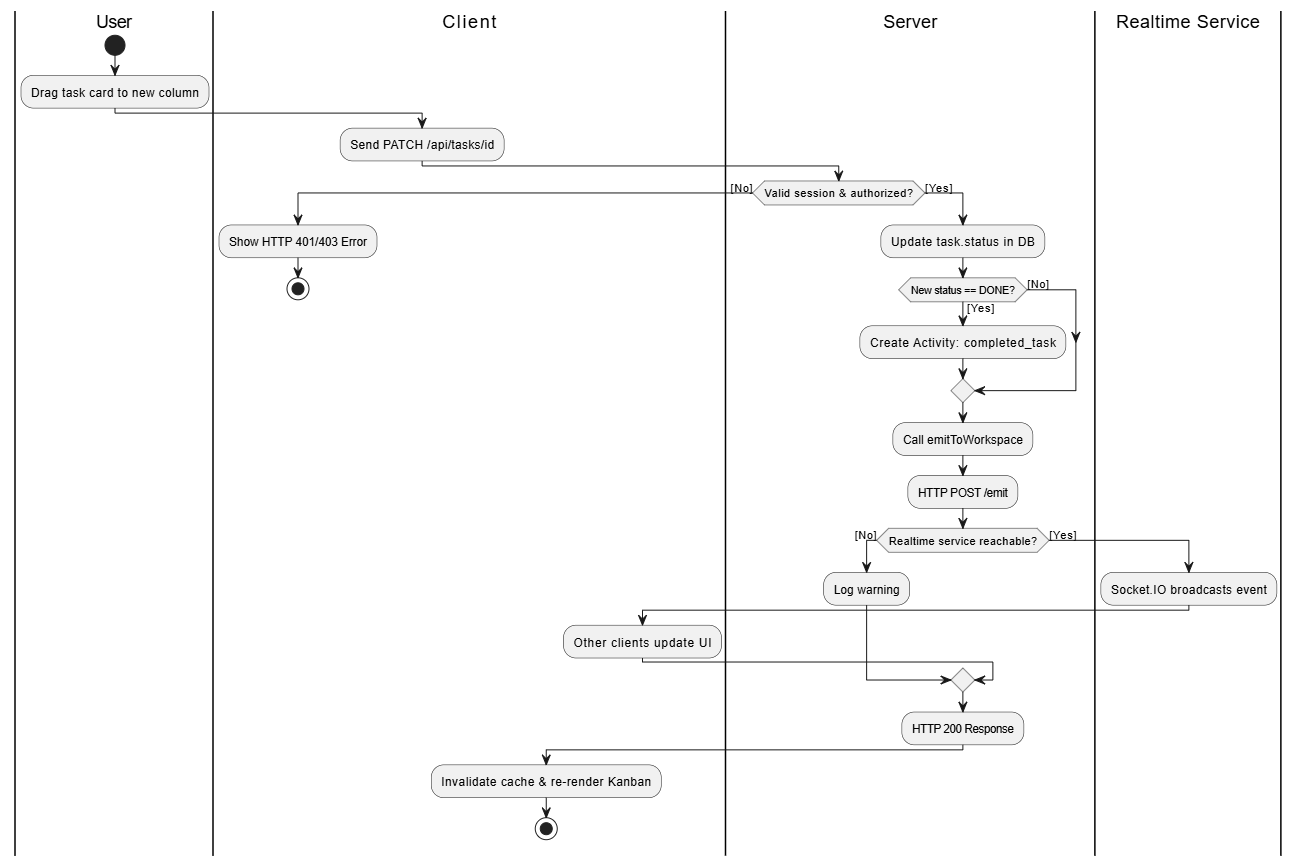 User
Client
Server
Realtime Service
Drag task card to new column
Send PATCH /api/tasks/id
[No]
Valid session & authorized?
[Yes]
Show HTTP 401/403 Error
Update task.status in DB
New status == DONE?
[No]
[Yes]
Create Activity: completed_task
Call emitToWorkspace
HTTP POST /emit
[No]
Realtime service reachable?
[Yes]
Log warning
Socket.IO broadcasts event
Other clients update UI
HTTP 200 Response
Invalidate cache & re-render Kanban